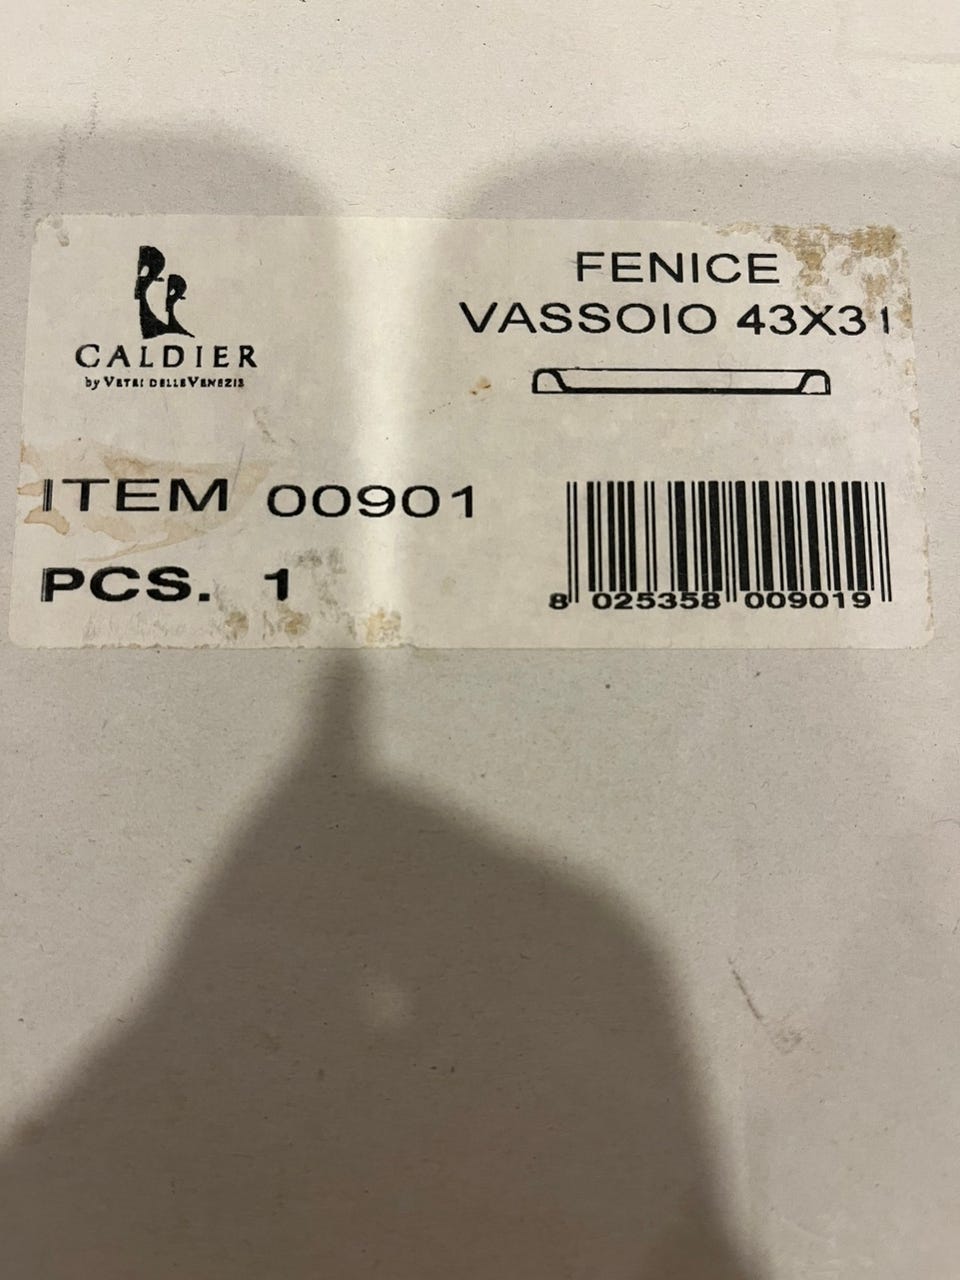 CALDIER
by VETRI DELLE VENEZIE
FENICE
VASSOIO 43X31
ITEM 00901
PCS. 1
8 025358 009019